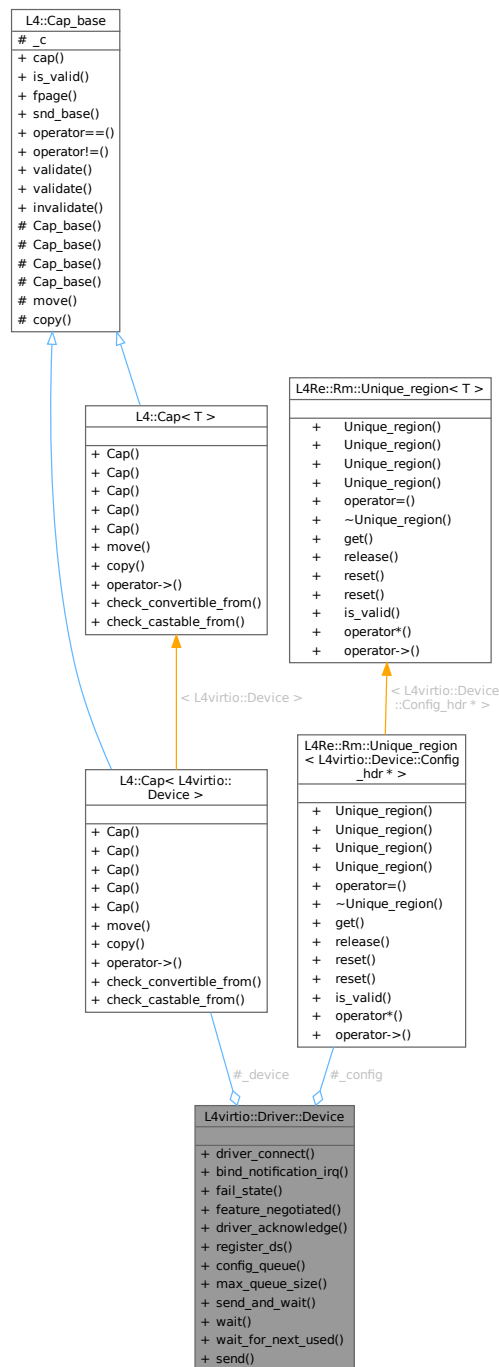 L4::Cap_base
# _c
+ cap()
+ is_valid()
+ fpage()
+ snd_base()
+ operator==()
+ operator!=()
+ validate()
+ validate()
+ invalidate()
# Cap_base()
# Cap_base()
# Cap_base()
# Cap_base()
# move()
# copy()
L4::Cap< T >
+ Cap()
+ Cap()
+ Cap()
+ Cap()
+ Cap()
+ move()
+ copy()
+ operator->()
+ check_convertible_from()
+ check_castable_from()
L4Re::Rm::Unique_region< T >
+ Unique_region()
+ Unique_region()
+ Unique_region()
+ Unique_region()
+ operator=()
+ ~Unique_region()
+ get()
+ release()
+ reset()
+ reset()
+ is_valid()
+ operator*()
+ operator->()
< L4virtio::Device >
< L4virtio::Device
::Config_hdr * >
L4::Cap< L4virtio::
Device >
+ Cap()
+ Cap()
+ Cap()
+ Cap()
+ Cap()
+ move()
+ copy()
+ operator->()
+ check_convertible_from()
+ check_castable_from()
L4Re::Rm::Unique_region
< L4virtio::Device::Config
_hdr * >
+ Unique_region()
+ Unique_region()
+ Unique_region()
+ Unique_region()
+ operator=()
+ ~Unique_region()
+ get()
+ release()
+ reset()
+ reset()
+ is_valid()
+ operator*()
+ operator->()
#_device
#_config
L4virtio::Driver::Device
+ driver_connect()
+ bind_notification_irq()
+ fail_state()
+ feature_negotiated()
+ driver_acknowledge()
+ register_ds()
+ config_queue()
+ max_queue_size()
+ send_and_wait()
+ wait()
+ wait_for_next_used()
+ send()